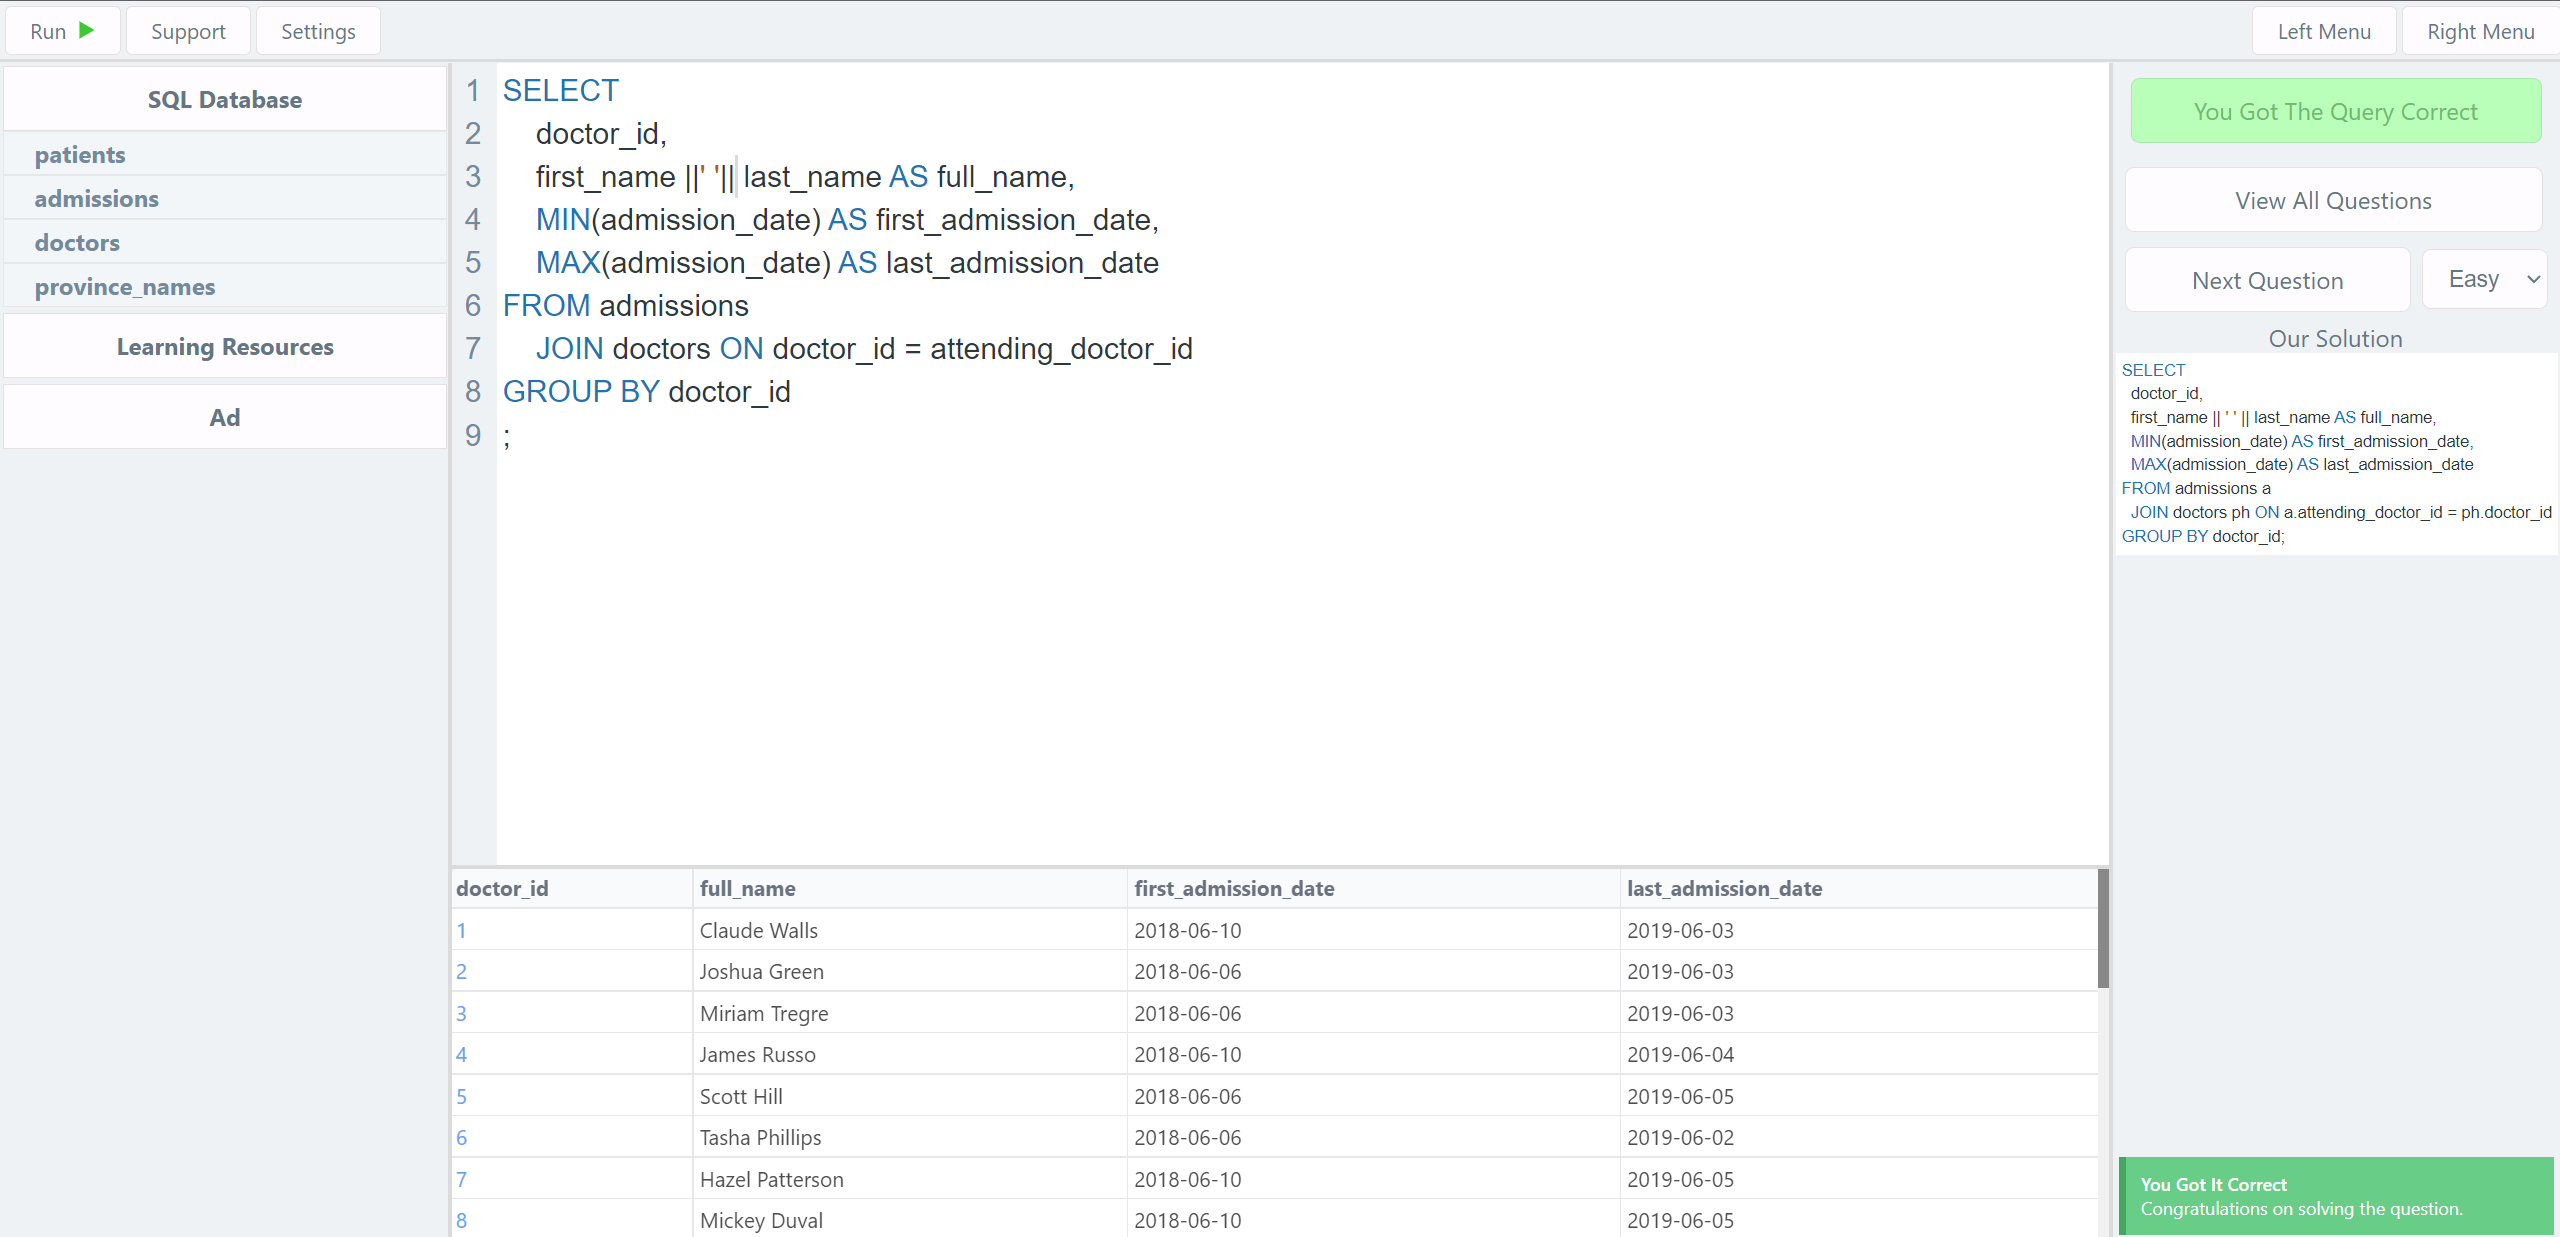 Run Support Settings Left Menu Right Menu
SQL Database
patients
admissions
doctors
province_names
Learning Resources
Ad
1 SELECT
2 doctor_id,
3 first_name ||' '|| last_name AS full_name,
4 MIN(admission_date) AS first_admission_date,
5 MAX(admission_date) AS last_admission_date
6 FROM admissions
7 JOIN doctors ON doctor_id = attending_doctor_id
8 GROUP BY doctor_id
9 ;
doctor_id full_name first_admission_date last_admission_date
1 Claude Walls 2018-06-10 2019-06-03
2 Joshua Green 2018-06-06 2019-06-03
3 Miriam Tregre 2018-06-06 2019-06-03
4 James Russo 2018-06-10 2019-06-04
5 Scott Hill 2018-06-06 2019-06-05
6 Tasha Phillips 2018-06-06 2019-06-02
7 Hazel Patterson 2018-06-10 2019-06-05
8 Mickey Duval 2018-06-10 2019-06-05
You Got The Query Correct
View All Questions
Next Question Easy
Our Solution
SELECT
doctor_id,
first_name || ' ' || last_name AS full_name,
MIN(admission_date) AS first_admission_date,
MAX(admission_date) AS last_admission_date
FROM admissions a
JOIN doctors ph ON a.attending_doctor_id = ph.doctor_id
GROUP BY doctor_id;
You Got It Correct
Congratulations on solving the question.